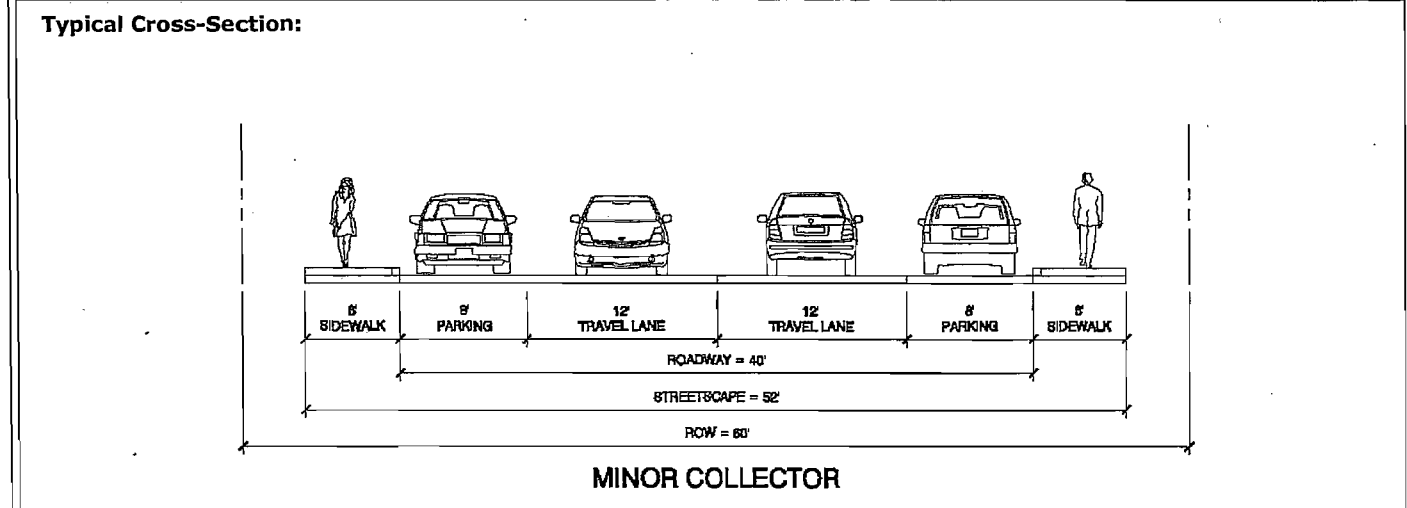 Typical Cross-Section:
6' 8' 12' 12' 8' 6'
SIDEWALK PARKING TRAVEL LANE TRAVEL LANE PARKING SIDEWALK
ROADWAY = 40'
STREETSCAPE = 52'
ROW = 60'
MINOR COLLECTOR